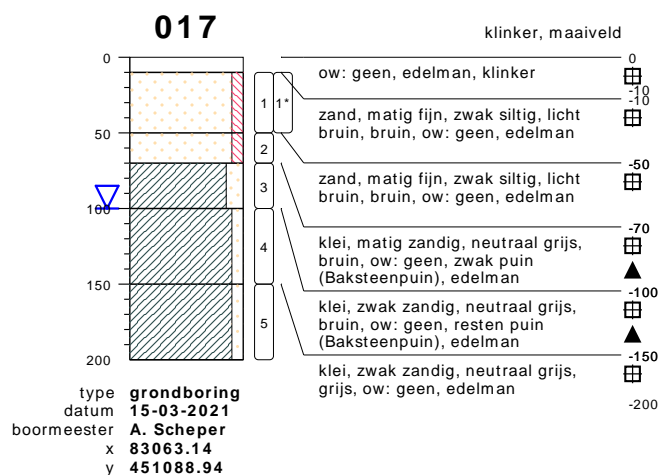 017
klinker, maaiveld
0
0
ow: geen, edelman, klinker
-10
-10
1
1*
zand, matig fijn, zwak siltig, licht
bruin, bruin, ow: geen, edelman
50
-50
2
zand, matig fijn, zwak siltig, licht
bruin, bruin, ow: geen, edelman
3
-70
100
klei, matig zandig, neutraal grijs,
bruin, ow: geen, zwak puin
(Baksteenpuin), edelman
4
-100
150
klei, zwak zandig, neutraal grijs,
bruin, ow: geen, resten puin
(Baksteenpuin), edelman
5
-150
200
klei, zwak zandig, neutraal grijs,
grijs, ow: geen, edelman
-200
type grondboring
datum 15-03-2021
boormeester A. Scheper
x 83063.14
y 451088.94